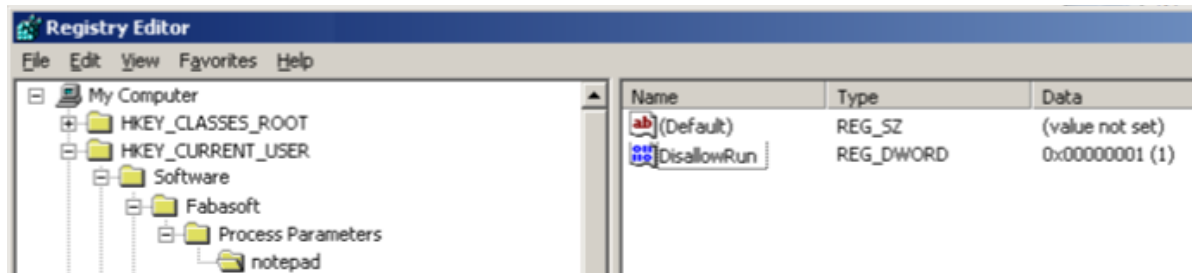 Registry Editor
File Edit View Favorites Help
My Computer
HKEY_CLASSES_ROOT
HKEY_CURRENT_USER
Software
Fabasoft
Process Parameters
notepad
Name Type Data
(Default) REG_SZ (value not set)
DisallowRun REG_DWORD 0x00000001 (1)